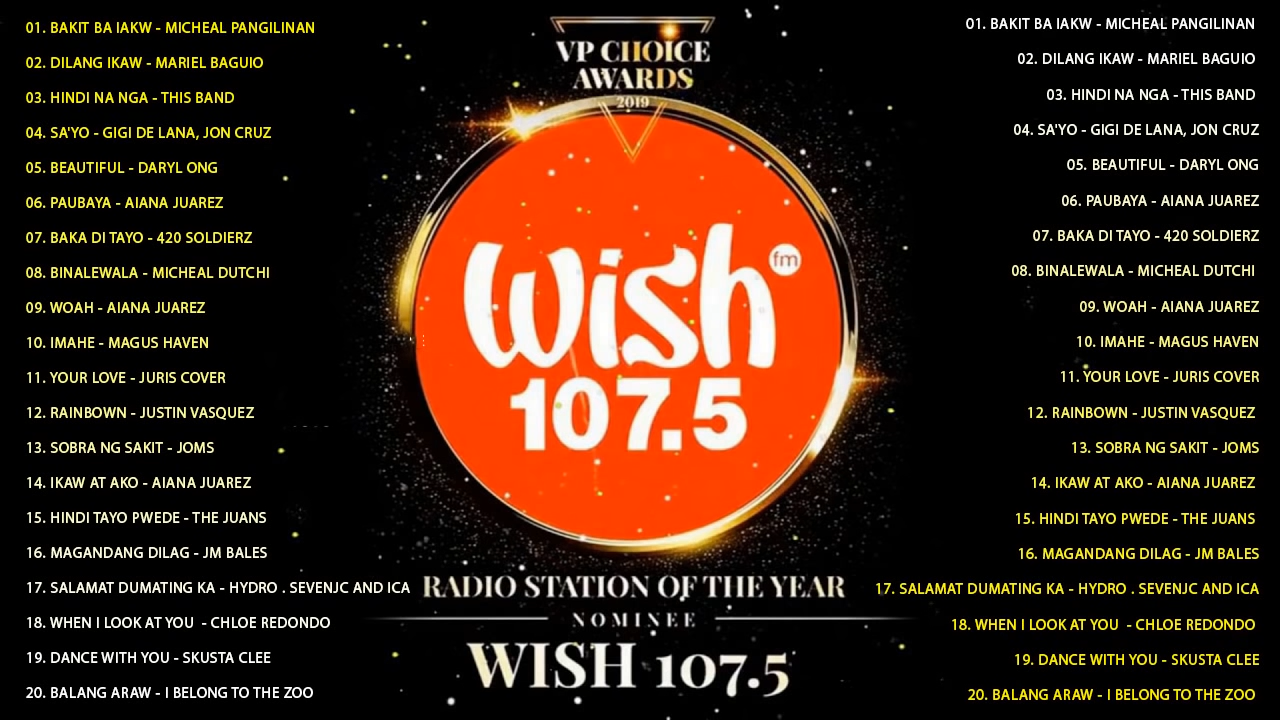 01. BAKIT BA IAKW - MICHEAL PANGILINAN
02. DILANG IKAW - MARIEL BAGUIO
03. HINDI NA NGA - THIS BAND
04. SA'YO - GIGI DE LANA, JON CRUZ
05. BEAUTIFUL - DARYL ONG
06. PAUBAYA - AIANA JUAREZ
07. BAKA DI TAYO - 420 SOLDIERZ
08. BINALEWALA - MICHEAL DUTCHI
09. WOAH - AIANA JUAREZ
10. IMAHE - MAGUS HAVEN
11. YOUR LOVE - JURIS COVER
12. RAINBOWN - JUSTIN VASQUEZ
13. SOBRA NG SAKIT - JOMS
14. IKAW AT AKO - AIANA JUAREZ
15. HINDI TAYO PWEDE - THE JUANS
16. MAGANDANG DILAG - JM BALES
17. SALAMAT DUMATING KA - HYDRO . SEVENJC AND ICA
18. WHEN I LOOK AT YOU - CHLOE REDONDO
19. DANCE WITH YOU - SKUSTA CLEE
20. BALANG ARAW - I BELONG TO THE ZOO
VP CHOICE
AWARDS
2019
wish fm
107.5
RADIO STATION OF THE YEAR
NOMINEE
WISH 107.5
01. BAKIT BA IAKW - MICHEAL PANGILINAN
02. DILANG IKAW - MARIEL BAGUIO
03. HINDI NA NGA - THIS BAND
04. SA'YO - GIGI DE LANA, JON CRUZ
05. BEAUTIFUL - DARYL ONG
06. PAUBAYA - AIANA JUAREZ
07. BAKA DI TAYO - 420 SOLDIERZ
08. BINALEWALA - MICHEAL DUTCHI
09. WOAH - AIANA JUAREZ
10. IMAHE - MAGUS HAVEN
11. YOUR LOVE - JURIS COVER
12. RAINBOWN - JUSTIN VASQUEZ
13. SOBRA NG SAKIT - JOMS
14. IKAW AT AKO - AIANA JUAREZ
15. HINDI TAYO PWEDE - THE JUANS
16. MAGANDANG DILAG - JM BALES
17. SALAMAT DUMATING KA - HYDRO . SEVENJC AND ICA
18. WHEN I LOOK AT YOU - CHLOE REDONDO
19. DANCE WITH YOU - SKUSTA CLEE
20. BALANG ARAW - I BELONG TO THE ZOO